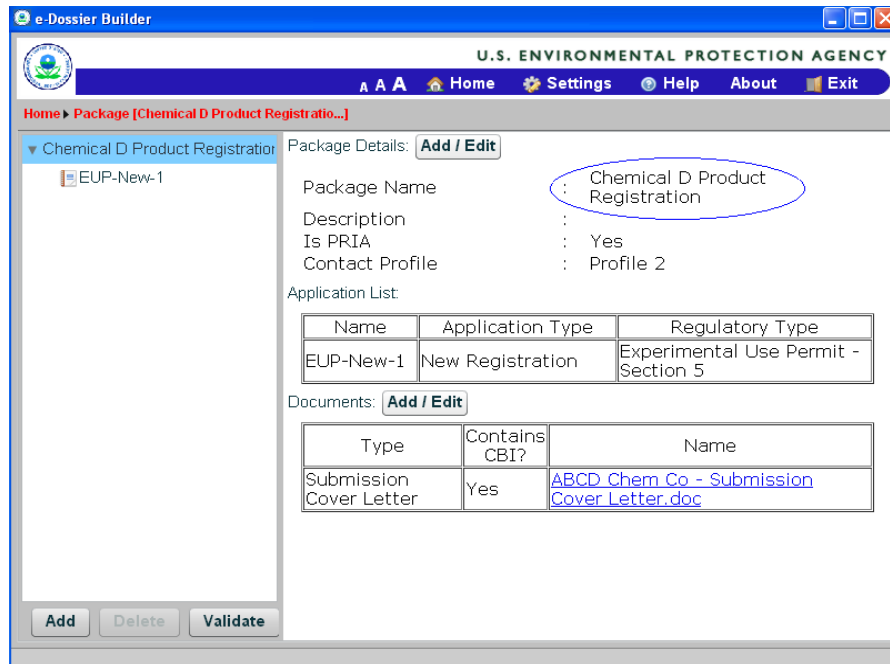 e-Dossier Builder
U.S. ENVIRONMENTAL PROTECTION AGENCY
A A A Home Settings Help About Exit
Home Package [Chemical D Product Registratio...]
Chemical D Product Registration
EUP-New-1
Package Details: Add / Edit
Package Name : Chemical D Product
Registration
Description :
Is PRIA : Yes
Contact Profile : Profile 2
Application List:
Name Application Type Regulatory Type
EUP-New-1 New Registration Experimental Use Permit -
Section 5
Documents: Add / Edit
Type Contains CBI? Name
Submission Cover Letter Yes ABCD Chem Co - Submission
Cover Letter.doc
Add Delete Validate